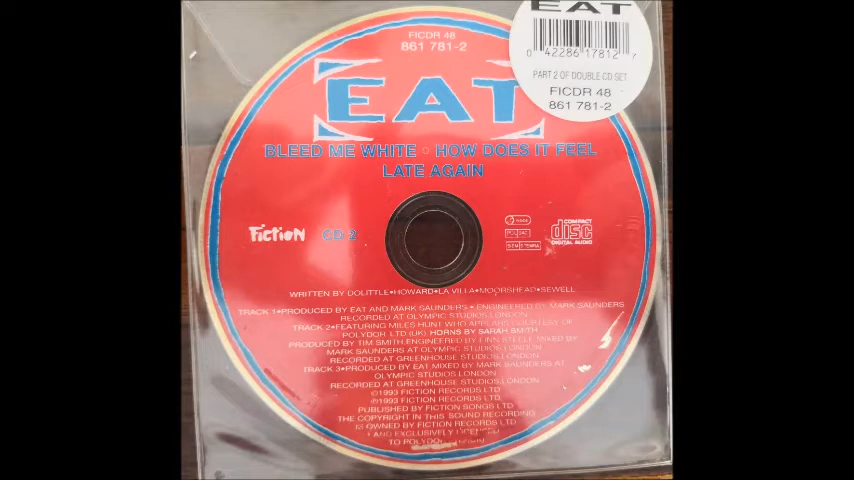 EAT
0 42286 17812 7
PART 2 OF DOUBLE CD SET
FICDR 48
861 781-2
FICDR 48
861 781-2
EAT
BLEED ME WHITE · HOW DOES IT FEEL
LATE AGAIN
Fiction CD 2
COMPACT
disc
DIGITAL AUDIO
WRITTEN BY DOLITTLE•HOWARD•LA VILLA•MOORSHEAD•SEWELL
TRACK 1•PRODUCED BY EAT AND MARK SAUNDERS • ENGINEERED BY MARK SAUNDERS
RECORDED AT OLYMPIC STUDIOS.LONDON
TRACK 2•FEATURING MILES HUNT WHO APPEARS COURTESY OF
POLYDOR LTD (UK) HORNS BY SARAH SMITH
PRODUCED BY TIM SMITH.ENGINEERED BY FINN STEELE MIXED BY
MARK SAUNDERS AT OLYMPIC STUDIOS.LONDON
RECORDED AT GREENHOUSE STUDIOS.LONDON
TRACK 3•PRODUCED BY EAT MIXED BY MARK SAUNDERS AT
OLYMPIC STUDIOS.LONDON
RECORDED AT GREENHOUSE STUDIOS.LONDON
©1993 FICTION RECORDS LTD
℗1993 FICTION RECORDS LTD
PUBLISHED BY FICTION SONGS LTD
THE COPYRIGHT IN THIS SOUND RECORDING
IS OWNED BY FICTION RECORDS LTD
AND EXCLUSIVELY LICENSED
TO POLYDOR